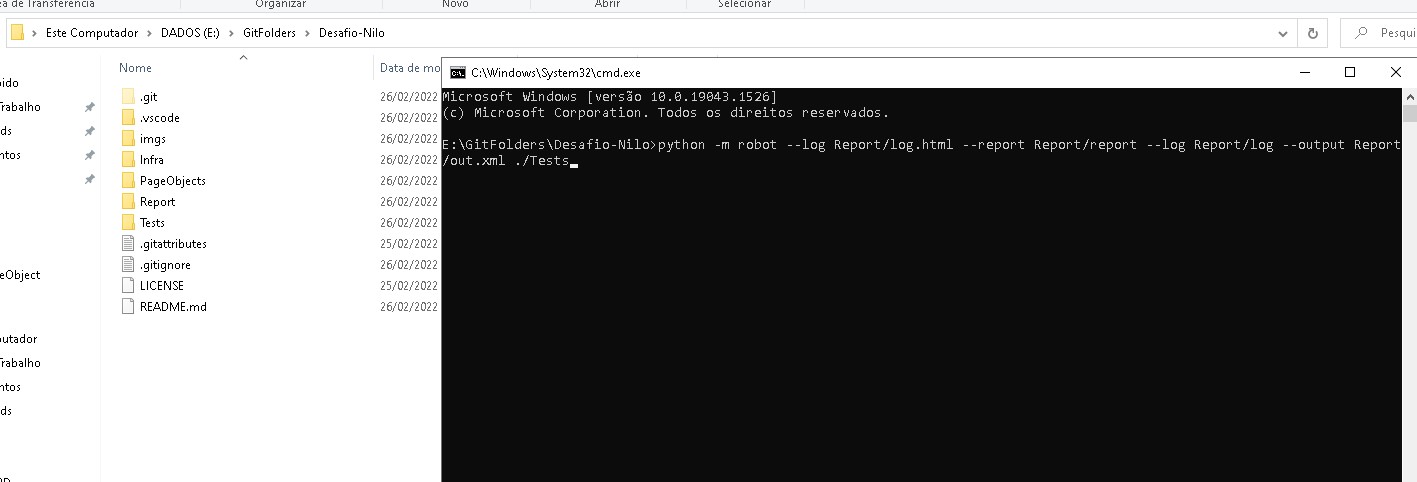 de Transferência
Organizar
Novo
Abrir
Selecionar
Este Computador > DADOS (E:) > GitFolders > Desafio-Nilo
Pesqui
Nome
Data de mo
.git
26/02/2022
.vscode
26/02/2022
imgs
26/02/2022
Infra
26/02/2022
PageObjects
26/02/2022
Report
26/02/2022
Tests
26/02/2022
.gitattributes
25/02/2022
.gitignore
26/02/2022
LICENSE
25/02/2022
README.md
26/02/2022
pido
Trabalho
ds
ntos
eObject
utador
Trabalho
ntos
ds
C:\Windows\System32\cmd.exe
Microsoft Windows [versão 10.0.19043.1526]
(c) Microsoft Corporation. Todos os direitos reservados.
E:\GitFolders\Desafio-Nilo>python -m robot --log Report/log.html --report Report/report --log Report/log --output Report
/out.xml ./Tests